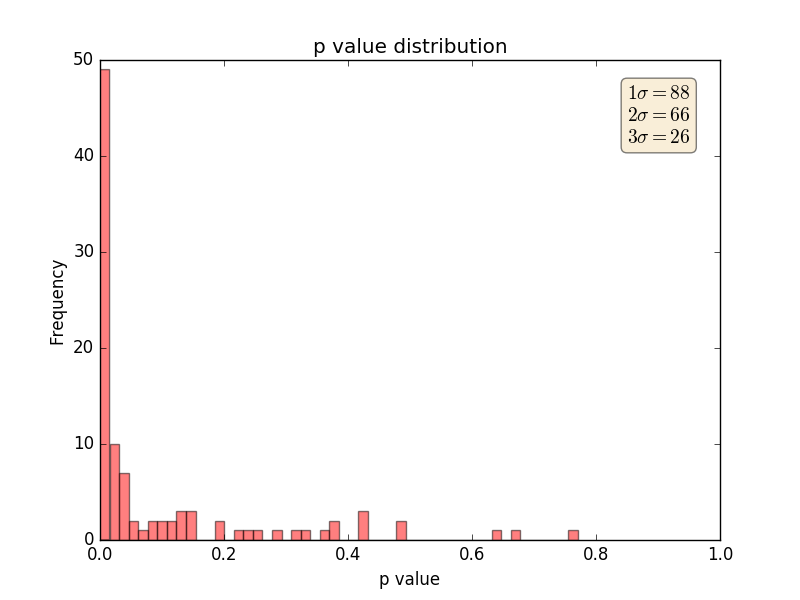 p value distribution
50
40
30
20
10
0
Frequency
1σ = 88
2σ = 66
3σ = 26
0.0 0.2 0.4 0.6 0.8 1.0
p value